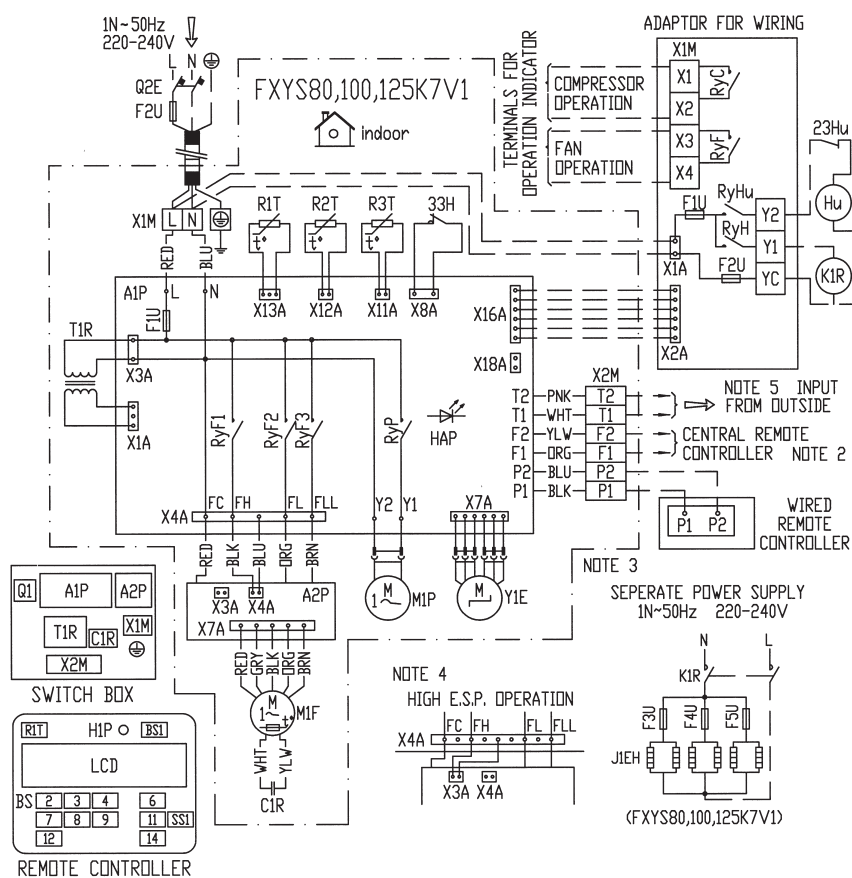 1N~50Hz
220-240V
L N
Q2E
F2U
FXYS80,100,125K7V1
indoor
TERMINALS FOR
OPERATION INDICATOR
COMPRESSOR
OPERATION
FAN
OPERATION
ADAPTOR FOR WIRING
X1M
X1
X2
X3
X4
RyC
RyF
23Hu
Hu
RyHu
F1U
RyH
Y2
Y1
F2U
YC
K1R
X1A
X2A
X1M L N
RED
BLU
R1T R2T R3T 33H
t° t° t°
X13A X12A X11A X8A
A1P L N
F1U
T1R
X3A
X1A
X16A
X18A
RyF1 RyF2 RyF3 RyP
HAP
T2 PNK T2
T1 WHT T1
F2 YLW F2
F1 ORG F1
P2 BLU P2
P1 BLK P1
X2M
NOTE 5 INPUT
FROM OUTSIDE
CENTRAL REMOTE
CONTROLLER NOTE 2
P1 P2
WIRED
REMOTE
CONTROLLER
X4A FC FH FL FLL
Y2 Y1
X7A
RED BLK BLU ORG BRN
M
1~ M1P
M
Y1E
NOTE 3
X3A X4A A2P
X7A
RED GRY BLK ORG BRN
M
1~ t° M1F
WHT YLW
C1R
Q1 A1P A2P
T1R C1R X1M
X2M
SWITCH BOX
R1T H1P BS1
LCD
BS 2 3 4 6
7 8 9 11 SS1
12 14
REMOTE CONTROLLER
NOTE 4
HIGH E.S.P. OPERATION
FC FH FL FLL
X4A
X3A X4A
SEPERATE POWER SUPPLY
1N~50Hz 220-240V
N L
K1R
F3U F4U F5U
J1EH
(FXYS80,100,125K7V1)